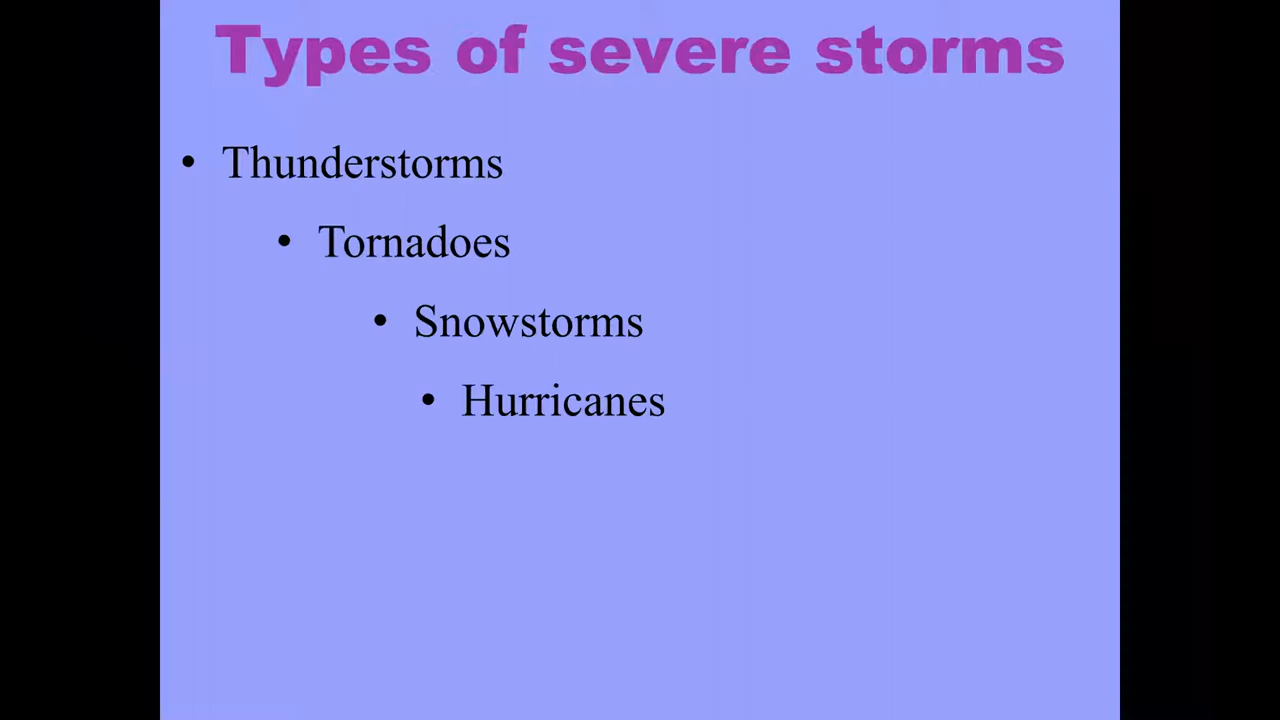 Types of severe storms
• Thunderstorms
• Tornadoes
• Snowstorms
• Hurricanes